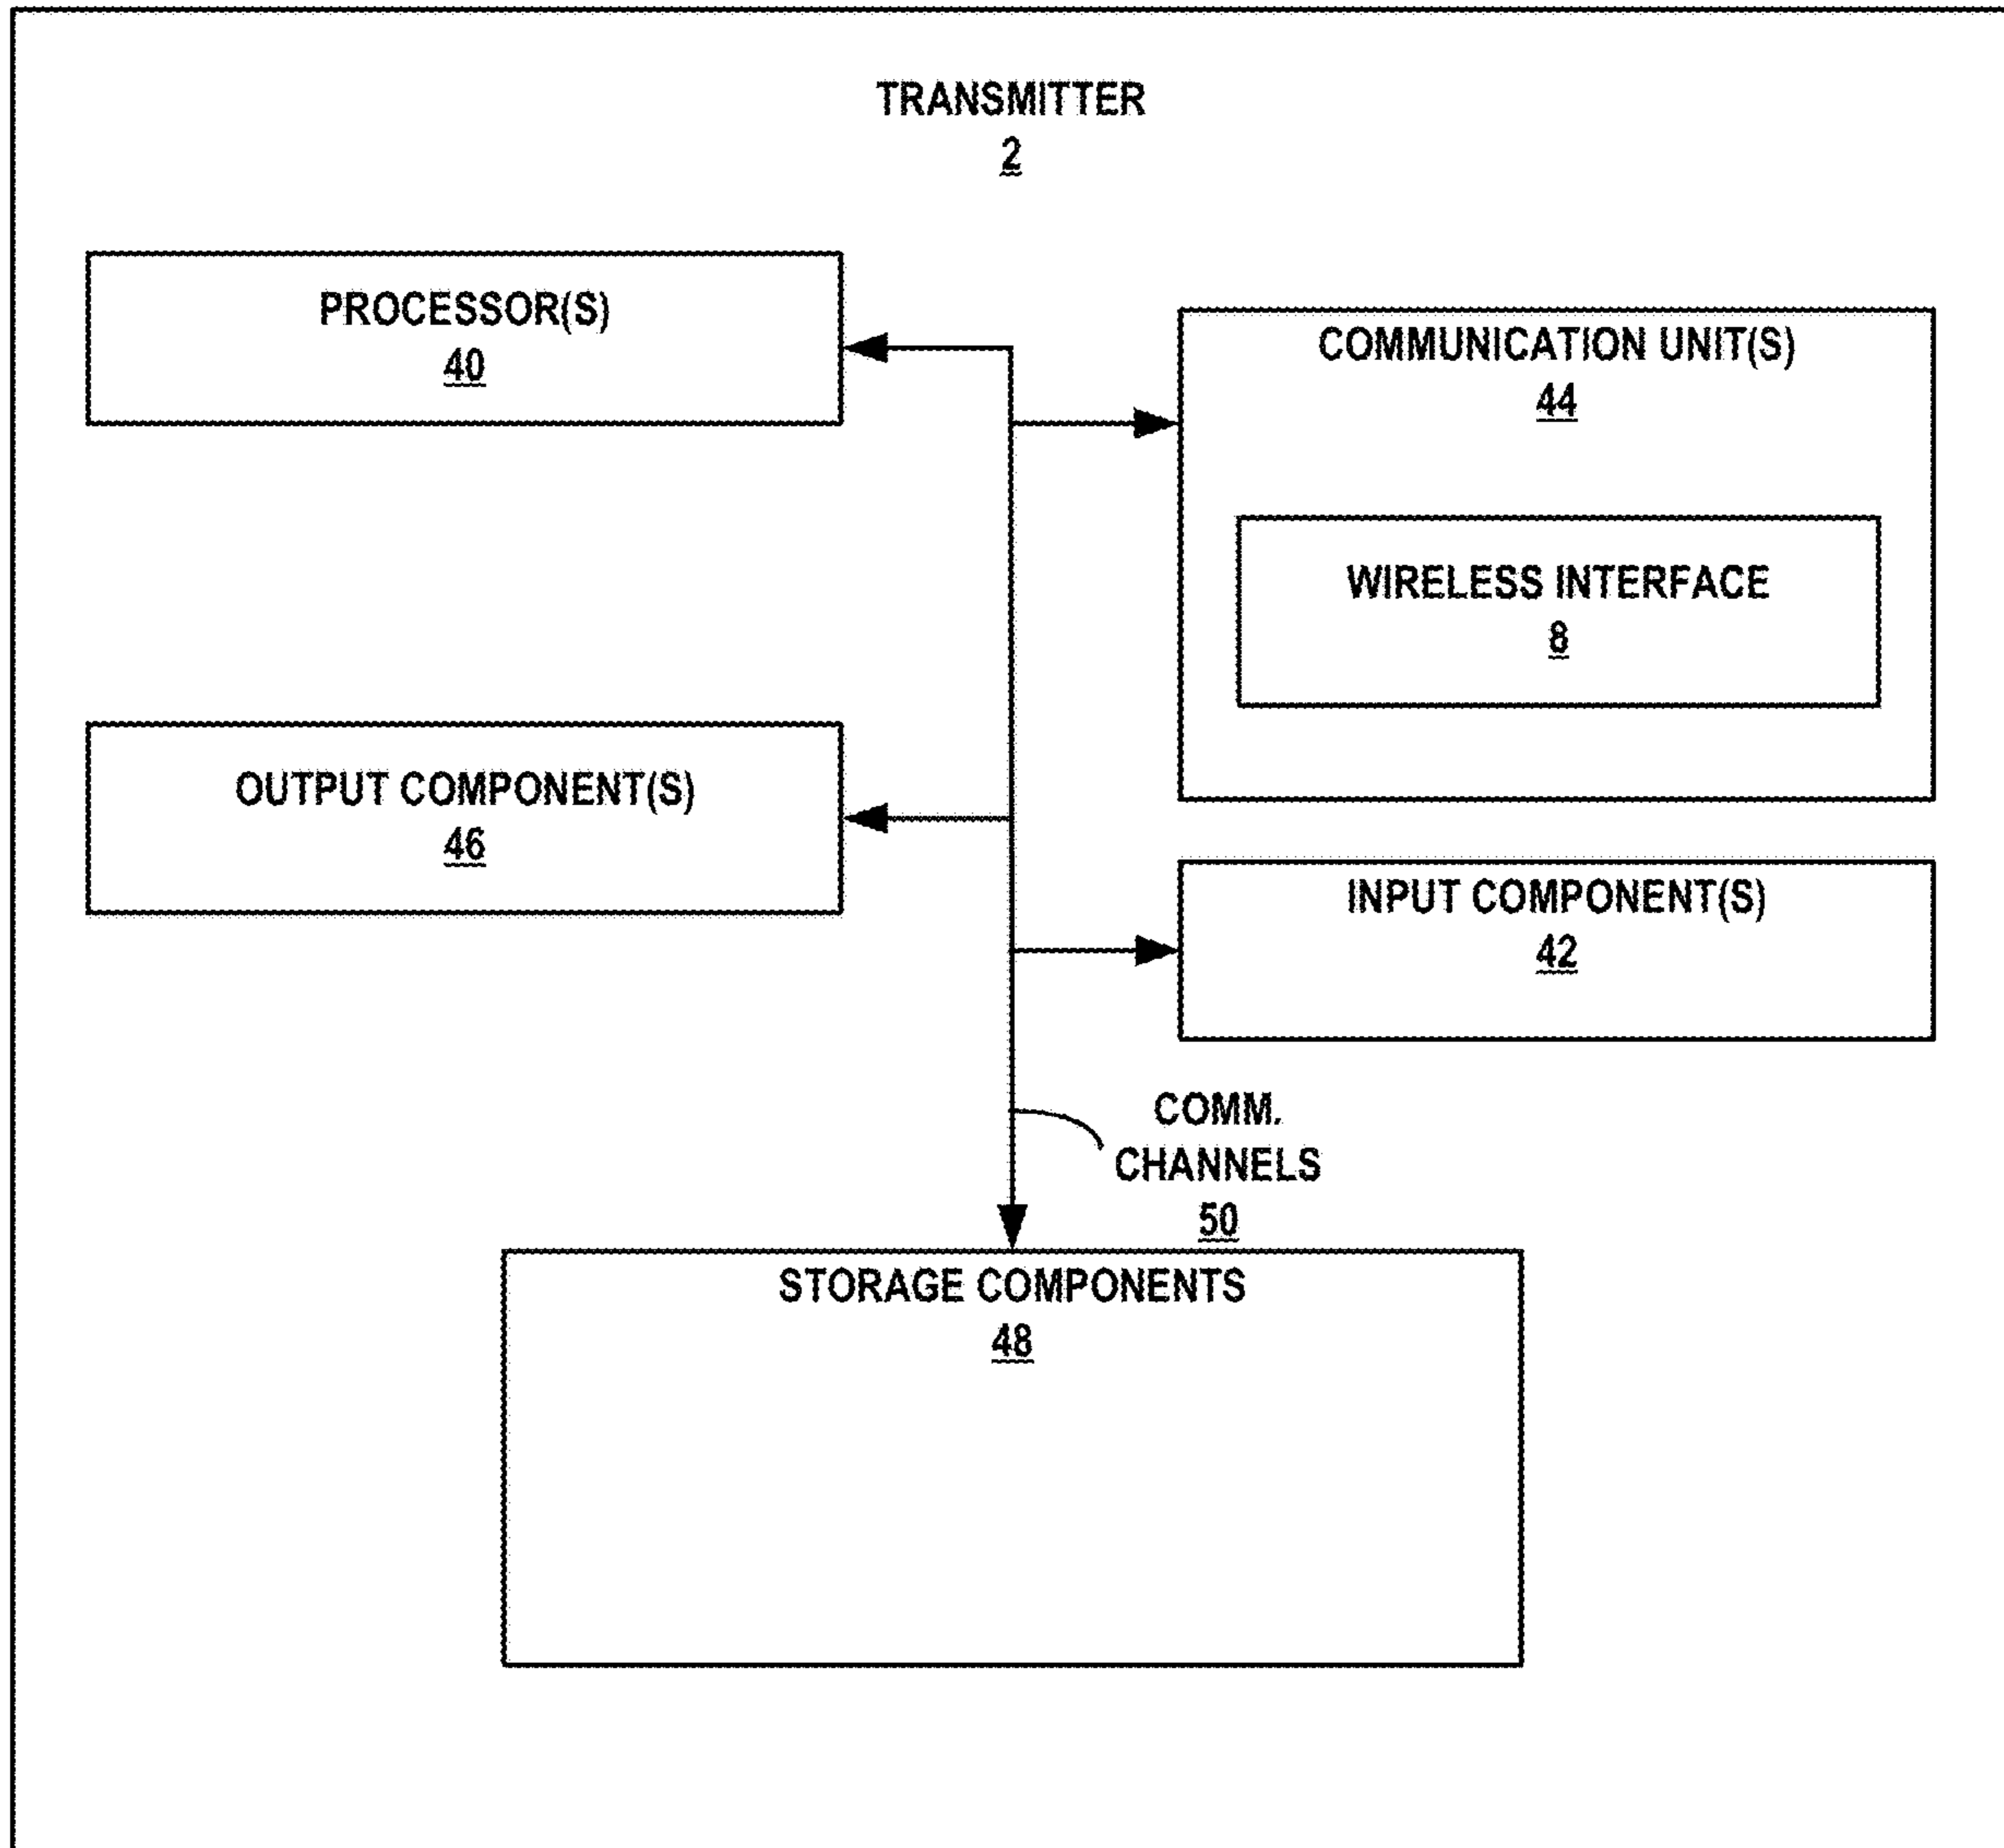 TRANSMITTER
2
PROCESSOR(S)
40
COMMUNICATION UNIT(S)
44
WIRELESS INTERFACE
8
OUTPUT COMPONENT(S)
46
INPUT COMPONENT(S)
42
COMM.
CHANNELS
50
STORAGE COMPONENTS
48